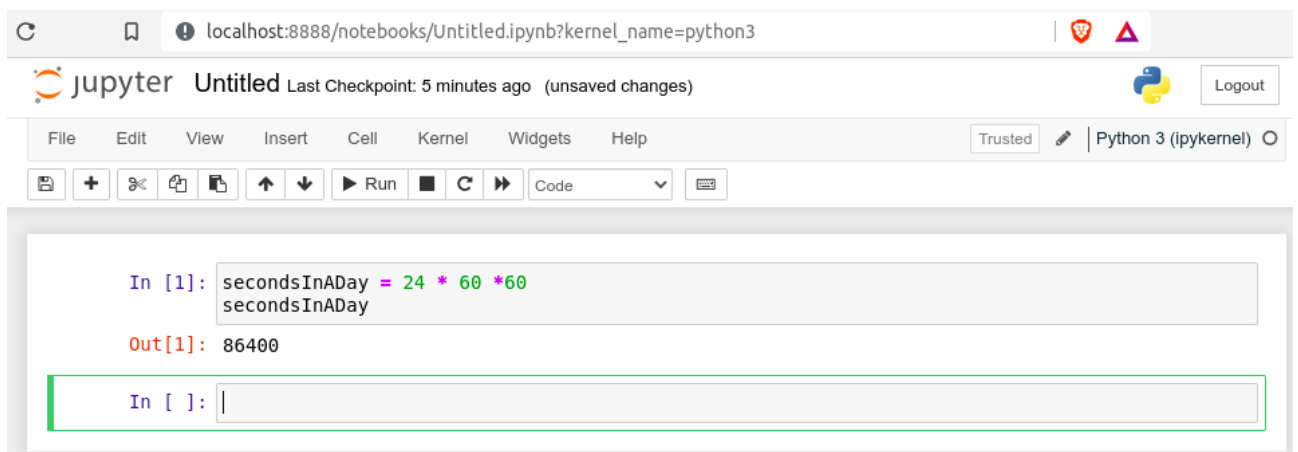 localhost:8888/notebooks/Untitled.ipynb?kernel_name=python3
jupyter Untitled Last Checkpoint: 5 minutes ago (unsaved changes) Logout
File Edit View Insert Cell Kernel Widgets Help Trusted Python 3 (ipykernel)
Run Code
In [1]: secondsInADay = 24 * 60 *60
secondsInADay
Out[1]: 86400
In [ ]: